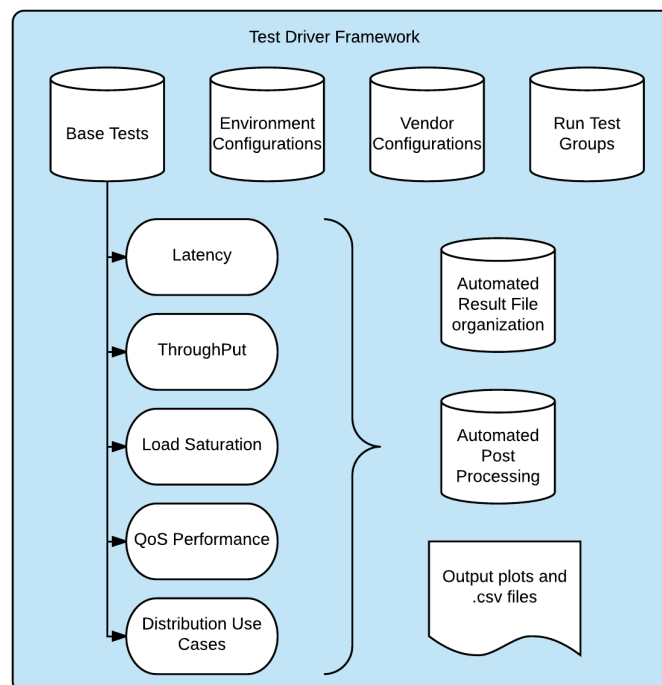 Test Driver Framework
Base Tests
Environment
Configurations
Vendor
Configurations
Run Test
Groups
Latency
ThroughPut
Load Saturation
QoS Performance
Distribution Use
Cases
Automated
Result File
organization
Automated
Post
Processing
Output plots and
.csv files